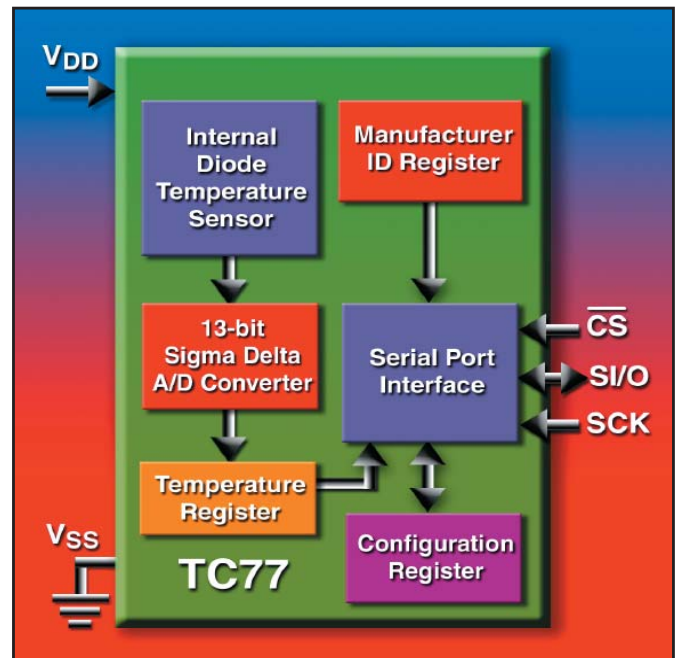 VDD
Internal
Diode
Temperature
Sensor
Manufacturer
ID Register
13-bit
Sigma Delta
A/D Converter
Serial Port
Interface
CS
SI/O
SCK
Temperature
Register
Configuration
Register
VSS
TC77